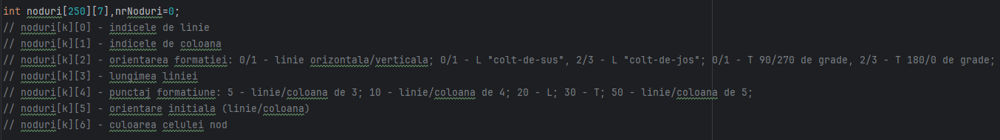 int noduri[250][7],nrNoduri=0;
// noduri[k][0] - indicele de linie
// noduri[k][1] - indicele de coloana
// noduri[k][2] - orientarea formatiei: 0/1 - linie orizontala/verticala; 0/1 - L "colt-de-sus", 2/3 - L "colt-de-jos"; 0/1 - T 90/270 de grade, 2/3 - T 180/0 de grade;
// noduri[k][3] - lungimea liniei
// noduri[k][4] - punctaj formatiune: 5 - linie/coloana de 3; 10 - linie/coloana de 4; 20 - L; 30 - T; 50 - linie/coloana de 5;
// noduri[k][5] - orientare initiala (linie/coloana)
// noduri[k][6] - culoarea celulei nod